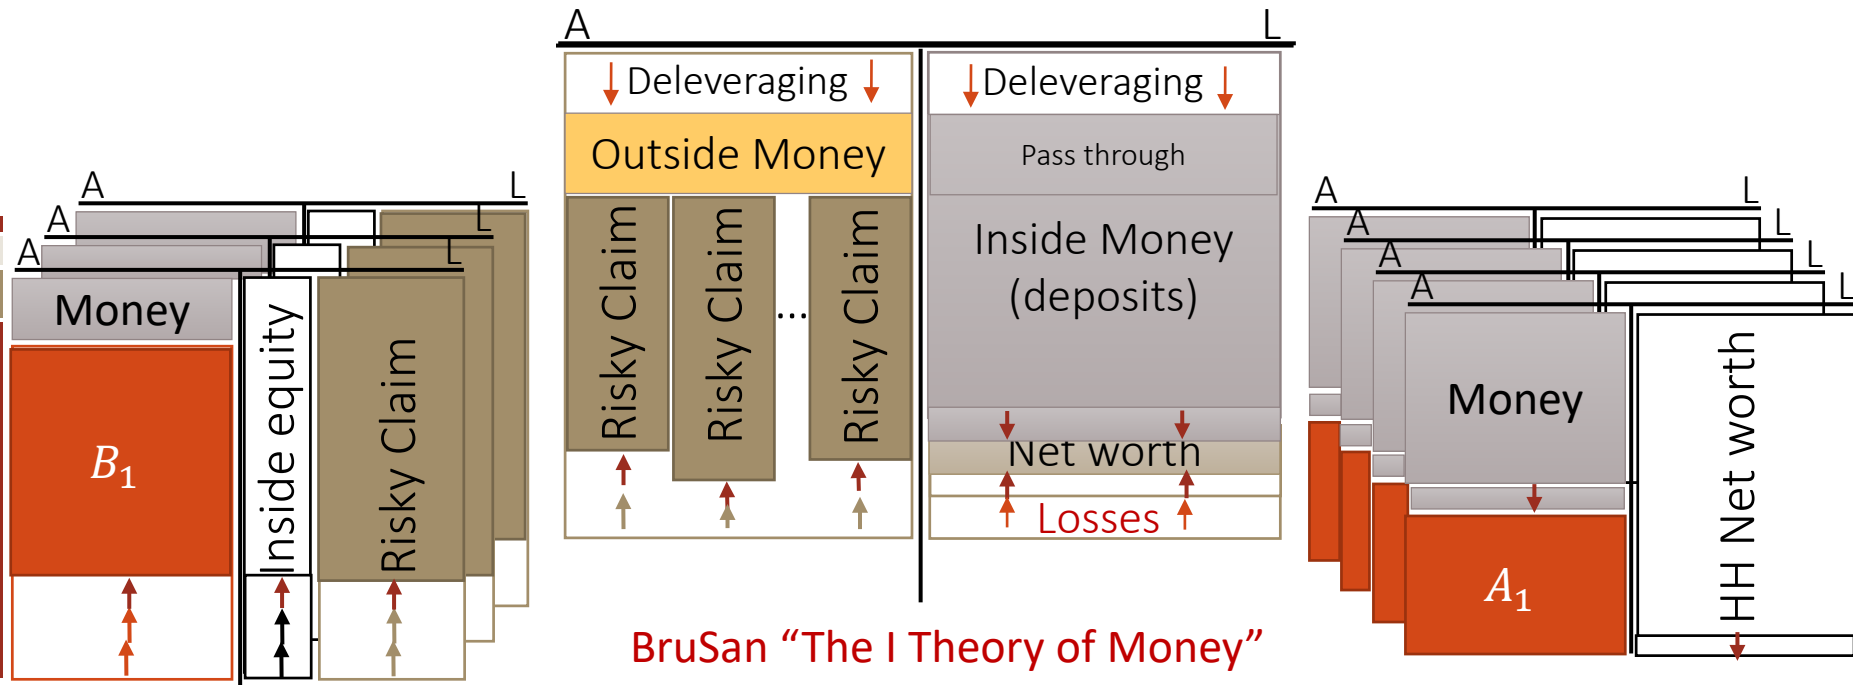 A L
Deleveraging
Outside Money
Risky Claim
Risky Claim
...
Risky Claim
Deleveraging
Pass through
Inside Money
(deposits)
Net worth
Losses
A L
A L
A L
Money
B₁
Inside equity
Risky Claim
A L
A L
A L
A L
Money
A₁
HH Net worth
BruSan “The I Theory of Money”